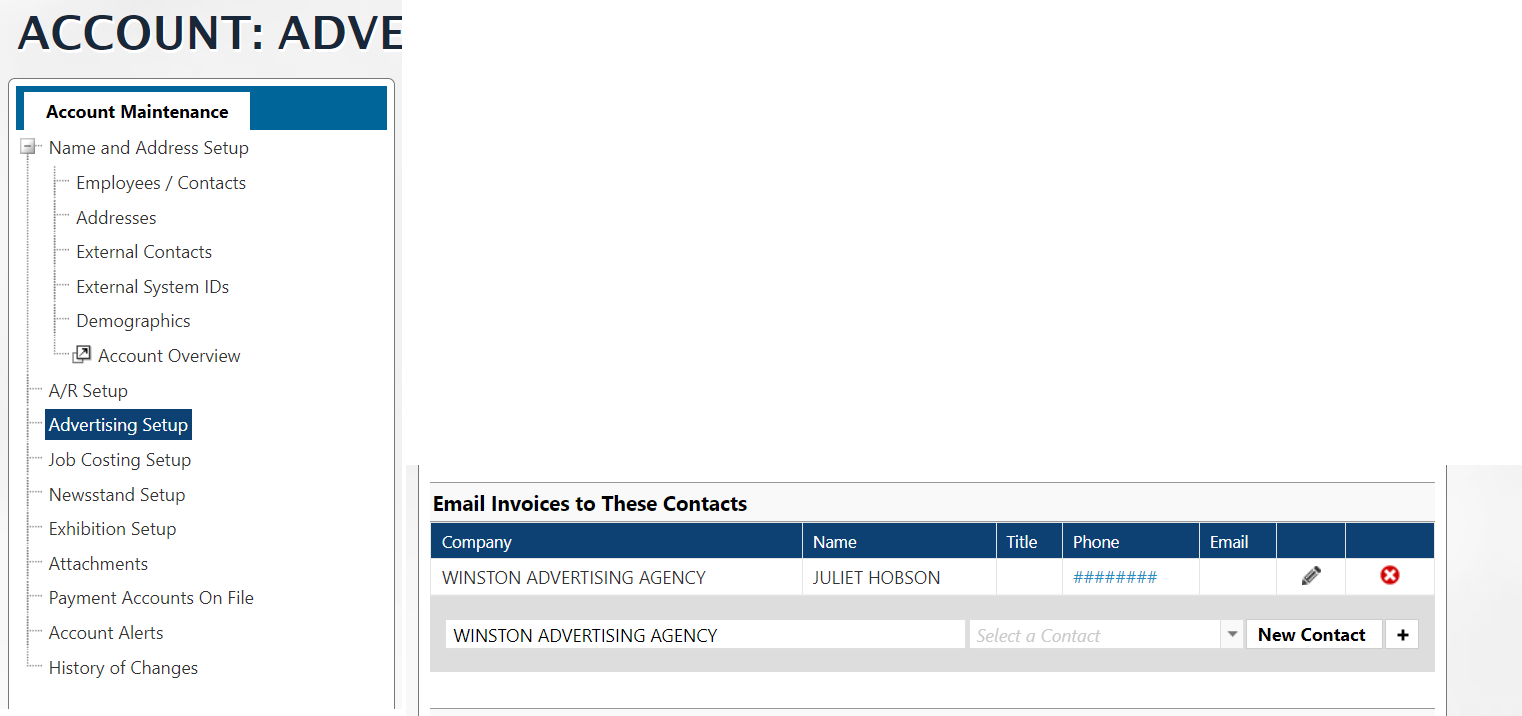 ACCOUNT: ADVE
Account Maintenance
Name and Address Setup
Employees / Contacts
Addresses
External Contacts
External System IDs
Demographics
Account Overview
A/R Setup
Advertising Setup
Job Costing Setup
Newsstand Setup
Exhibition Setup
Attachments
Payment Accounts On File
Account Alerts
History of Changes
Email Invoices to These Contacts
Company Name Title Phone Email
WINSTON ADVERTISING AGENCY JULIET HOBSON ########
WINSTON ADVERTISING AGENCY Select a Contact New Contact +